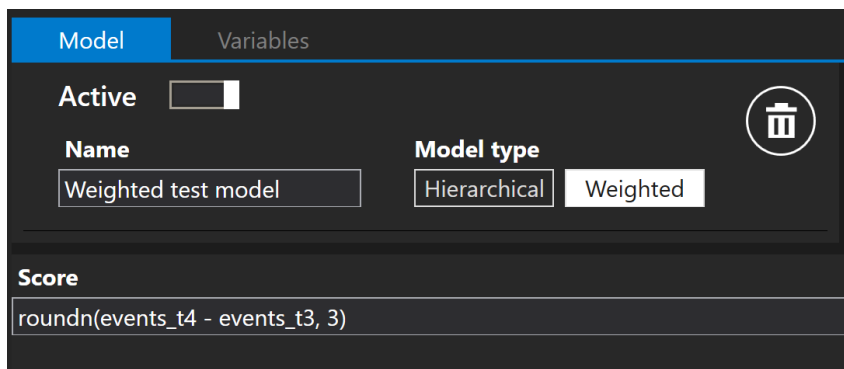 Model Variables
Active
Name Model type
Weighted test model Hierarchical Weighted
Score
roundn(events_t4 - events_t3, 3)